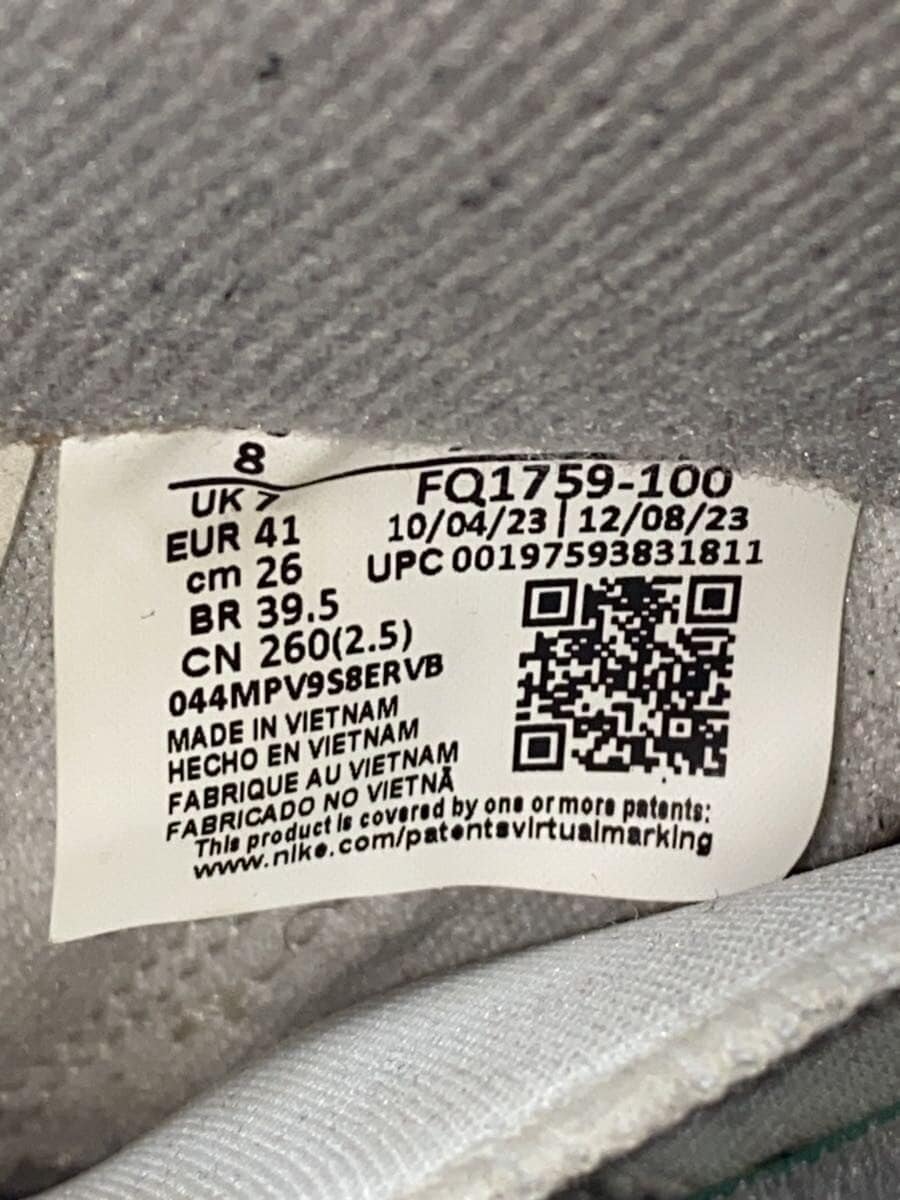 8
UK 7
EUR 41
cm 26
BR 39.5
CN 260(2.5)
044MPV9S8ERVB
MADE IN VIETNAM
HECHO EN VIETNAM
FABRIQUE AU VIETNAM
FABRICADO NO VIETNÃ
FQ1759-100
10/04/23 | 12/08/23
UPC 00197593831811
This product is covered by one or more patents:
www.nike.com/patentsvirtualmarking